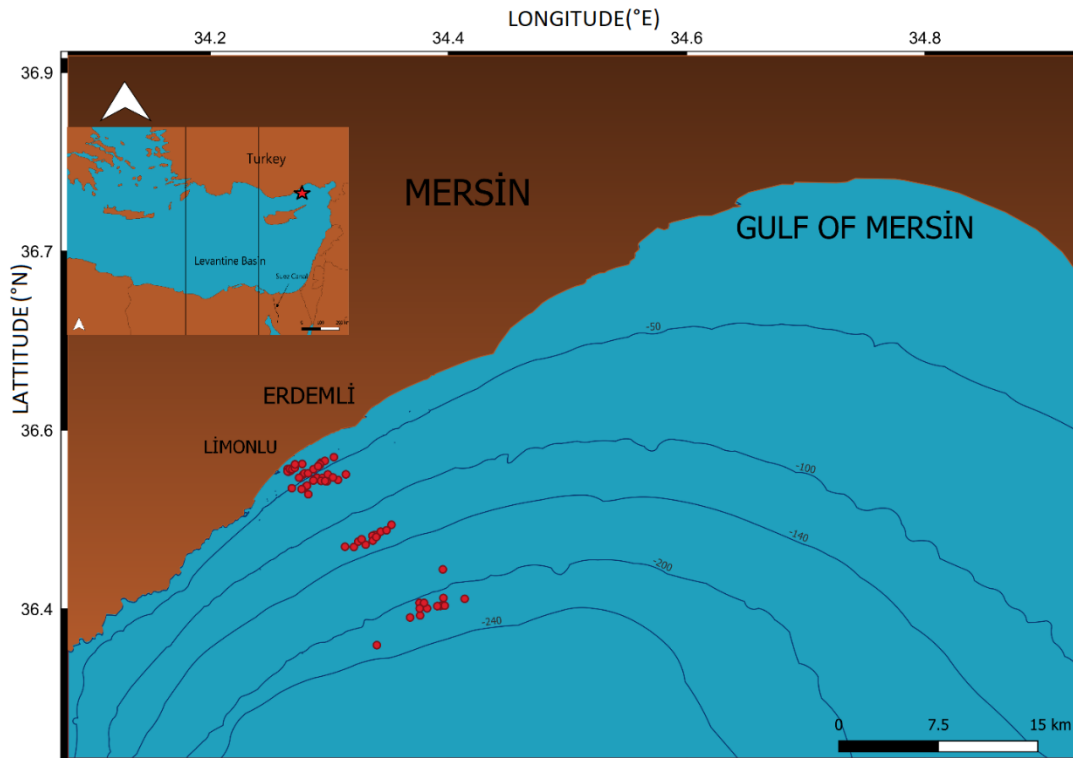 LONGITUDE(°E)
34.2 34.4 34.6 34.8
36.9
36.7
36.6
36.4
LATTITUDE (°N)
Turkey
Levantine Basin
Suez Canal
MERSİN
GULF OF MERSİN
ERDEMLİ
LİMONLU
-50
-100
-140
-200
-240
0 7.5 15 km